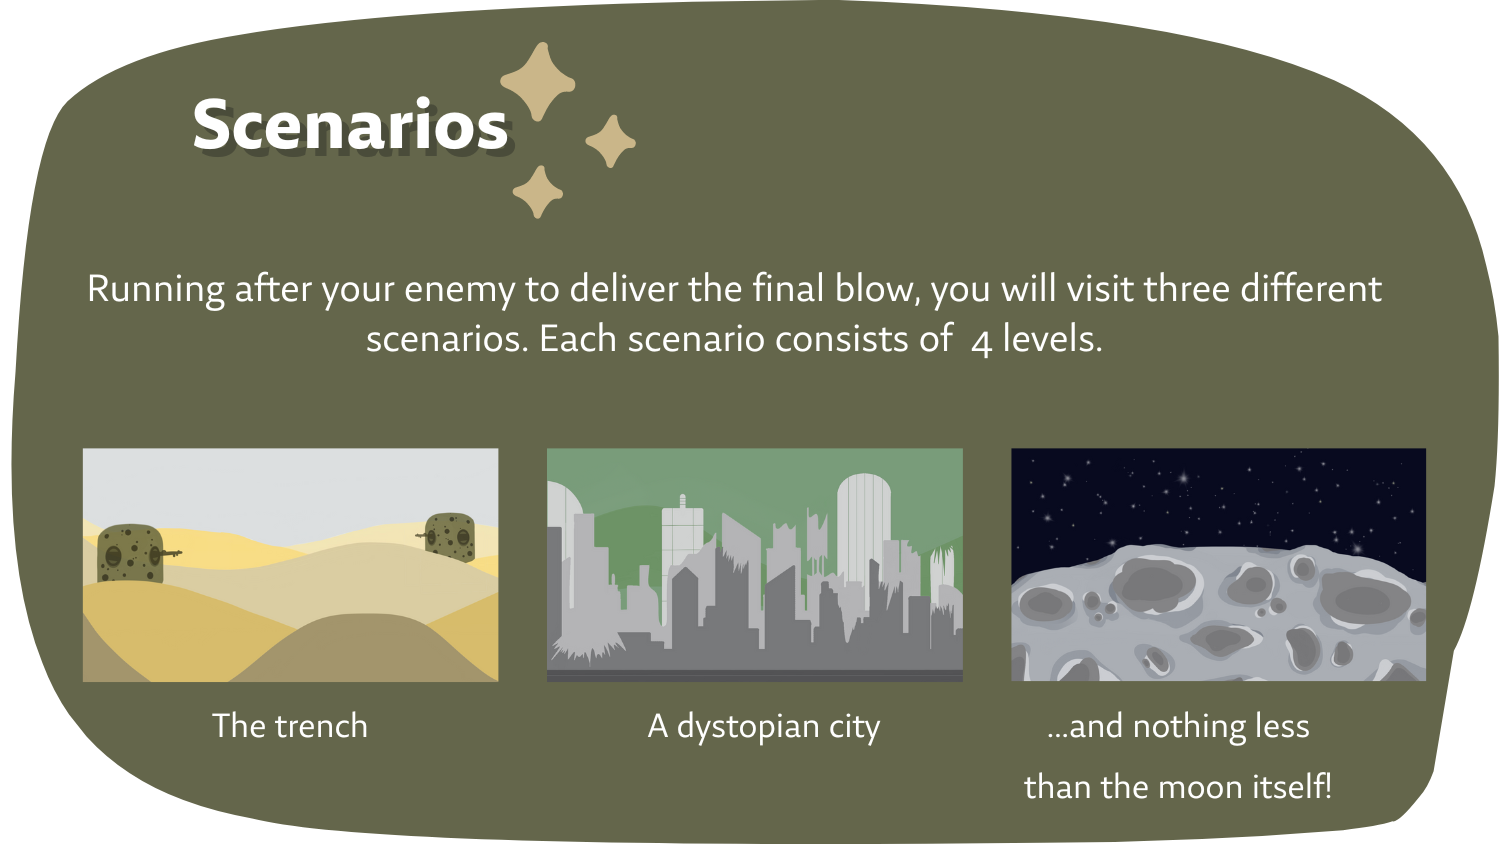 Scenarios
Running after your enemy to deliver the final blow, you will visit three different
scenarios. Each scenario consists of  4 levels.
The trench
A dystopian city
...and nothing less
than the moon itself!